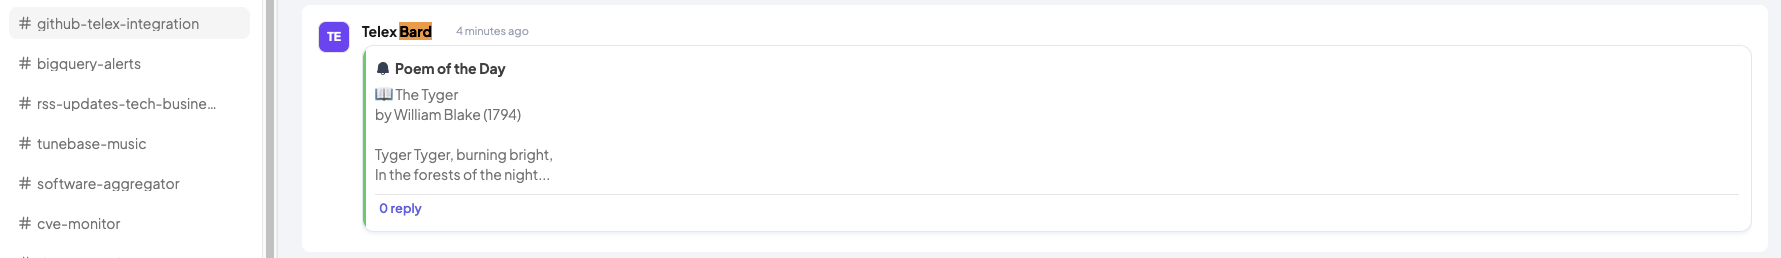 # github-telex-integration
# bigquery-alerts
# rss-updates-tech-busine...
# tunebase-music
# software-aggregator
# cve-monitor
TE
Telex Bard 4 minutes ago
Poem of the Day
The Tyger
by William Blake (1794)
Tyger Tyger, burning bright,
In the forests of the night...
0 reply